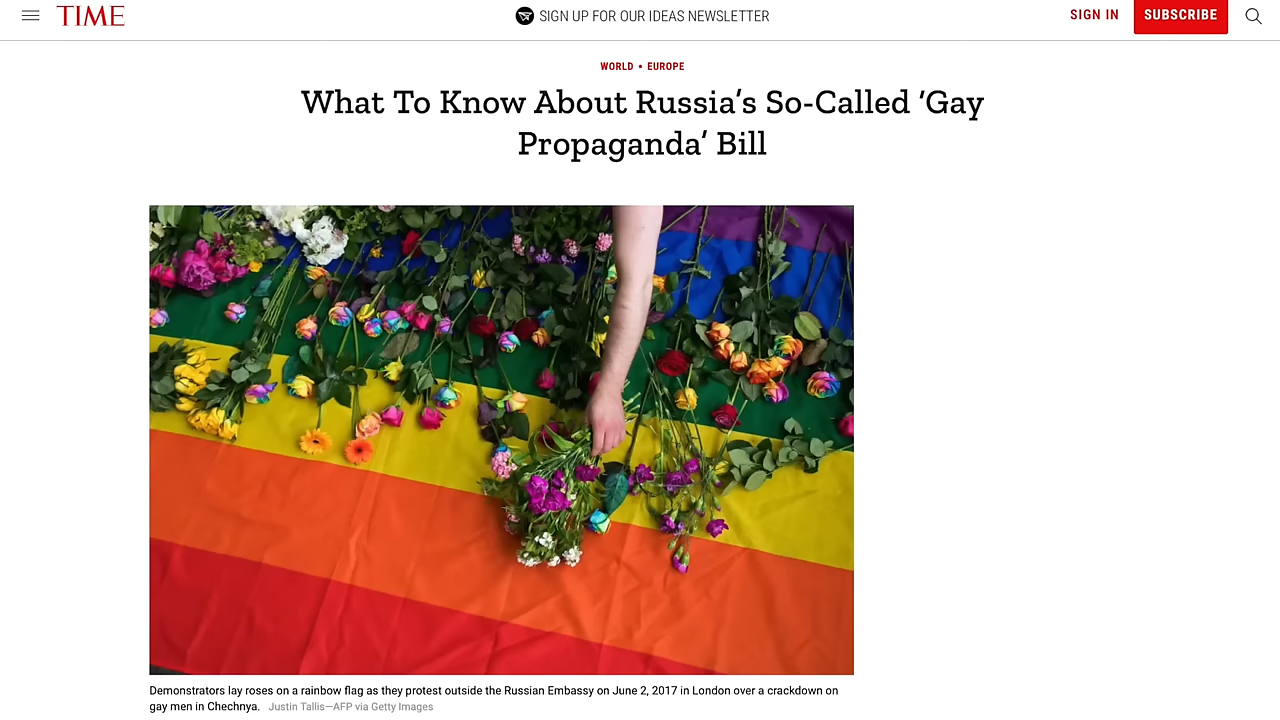 TIME
SIGN UP FOR OUR IDEAS NEWSLETTER
SIGN IN
SUBSCRIBE
WORLD • EUROPE
What To Know About Russia’s So-Called ‘Gay
Propaganda’ Bill
Demonstrators lay roses on a rainbow flag as they protest outside the Russian Embassy on June 2, 2017 in London over a crackdown on
gay men in Chechnya. Justin Tallis—AFP via Getty Images